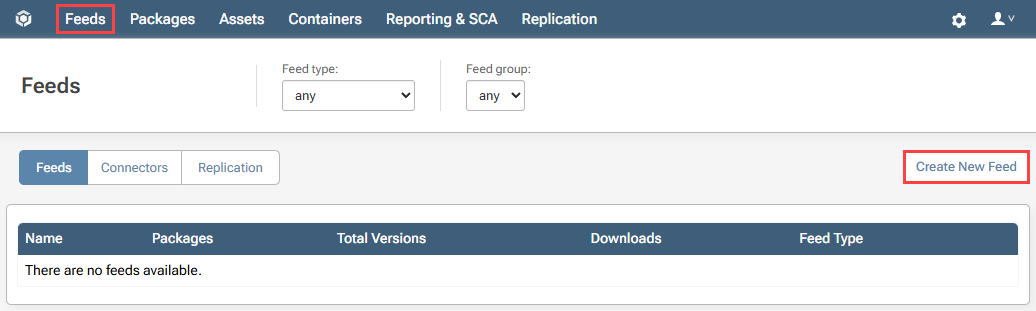 Feeds Packages Assets Containers Reporting & SCA Replication
Feeds
Feed type:
any
Feed group:
any
Feeds Connectors Replication
Create New Feed
Name Packages Total Versions Downloads Feed Type
There are no feeds available.